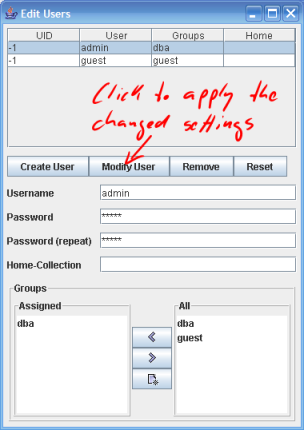 Edit Users
UID User Groups Home
-1 admin dba
-1 guest guest
Click to apply the
changed settings
Create User Modify User Remove Reset
Username admin
Password *****
Password (repeat) *****
Home-Collection
Groups
Assigned All
dba dba
guest